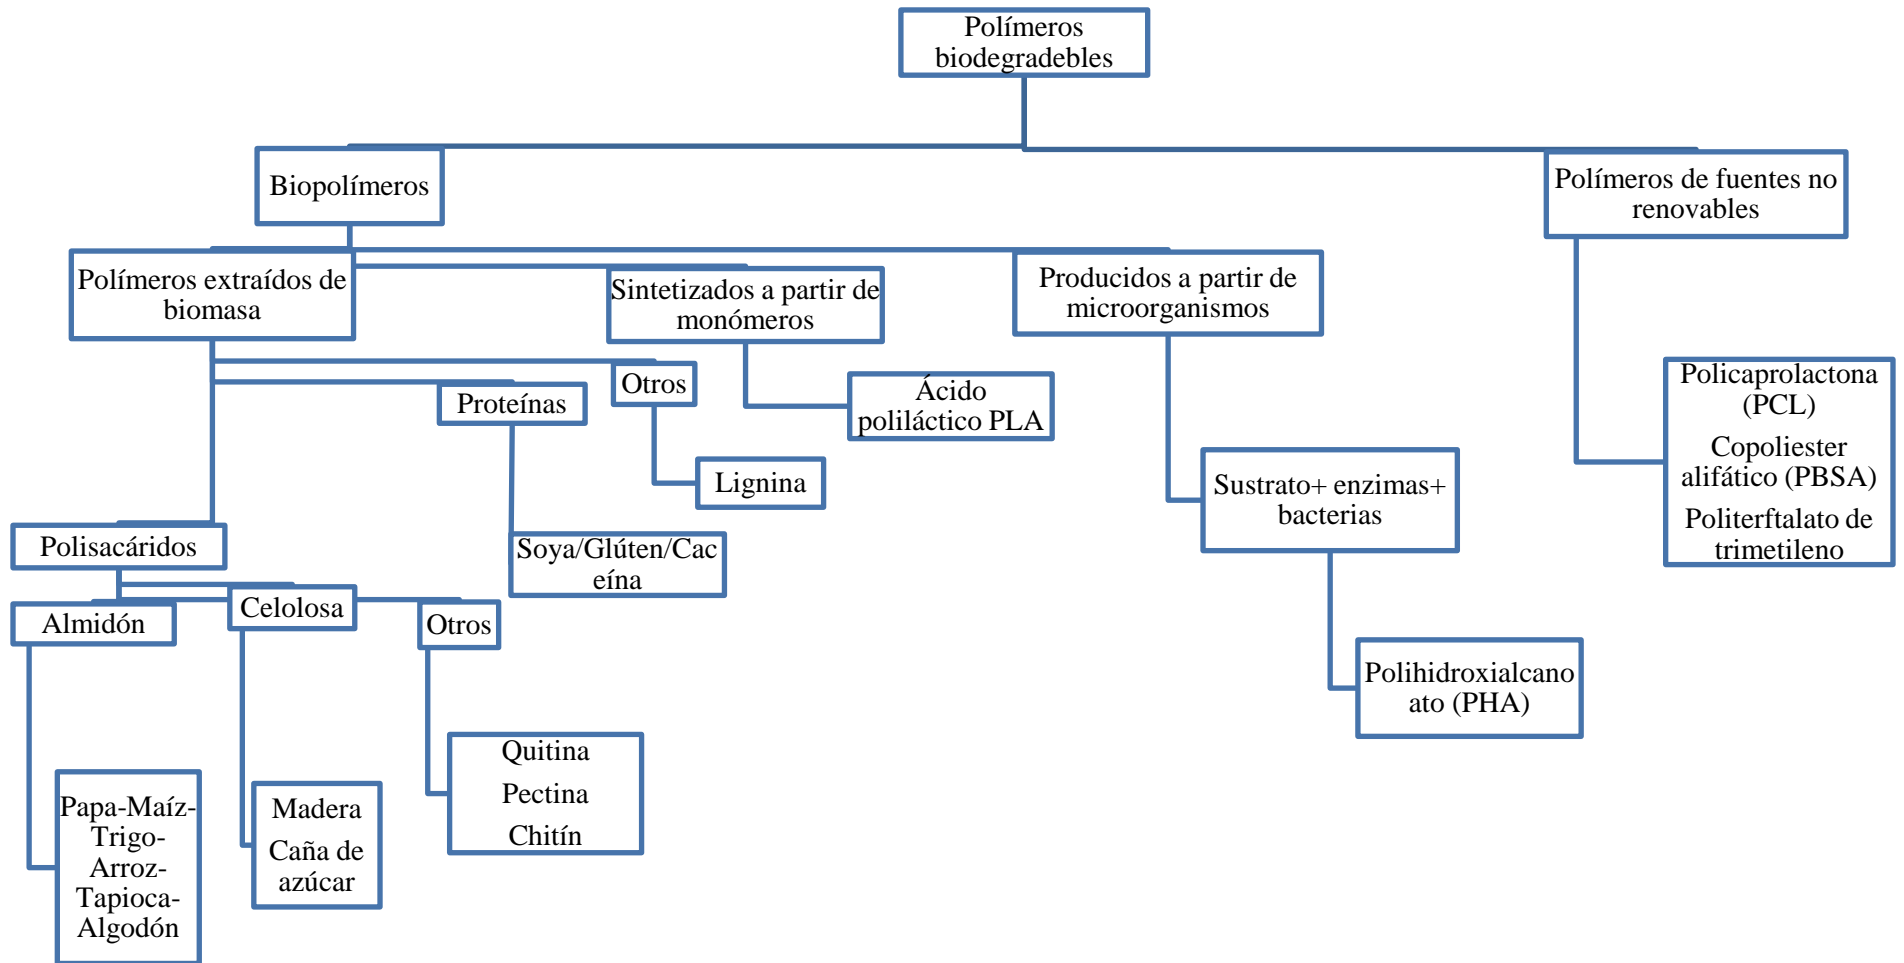 Polímeros
biodegradebles
Biopolímeros
Polímeros de fuentes no
renovables
Polímeros extraídos de
biomasa
Sintetizados a partir de
monómeros
Producidos a partir de
microorganismos
Otros
Proteínas
Ácido
poliláctico PLA
Policaprolactona
(PCL)
Copoliester
alifático (PBSA)
Politerftalato de
trimetileno
Lignina
Sustrato+ enzimas+
bacterias
Polisacáridos
Soya/Glúten/Cac
eína
Almidón
Celolosa
Otros
Polihidroxialcano
ato (PHA)
Papa-Maíz-
Trigo-
Arroz-
Tapioca-
Algodón
Madera
Caña de
azúcar
Quitina
Pectina
Chitín